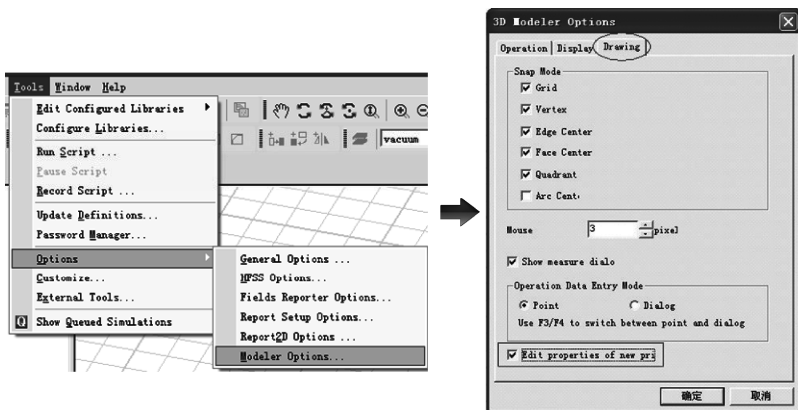 Tools Window Help
Edit Configured Libraries
Configure Libraries...
Run Script ...
Pause Script
Record Script ...
Update Definitions...
Password Manager...
Options
Customize...
External Tools...
Show Queued Simulations
vacuum
General Options ...
HFSS Options...
Fields Reporter Options...
Report Setup Options...
Report2D Options ...
Modeler Options...
3D Modeler Options
Operation Display Drawing
Snap Mode
Grid
Vertex
Edge Center
Face Center
Quadrant
Arc Cent
Mouse 3 pixel
Show measure dialo
Operation Data Entry Mode
Point Dialog
Use F3/F4 to switch between point and dialog
Edit properties of new pri
确定 取消